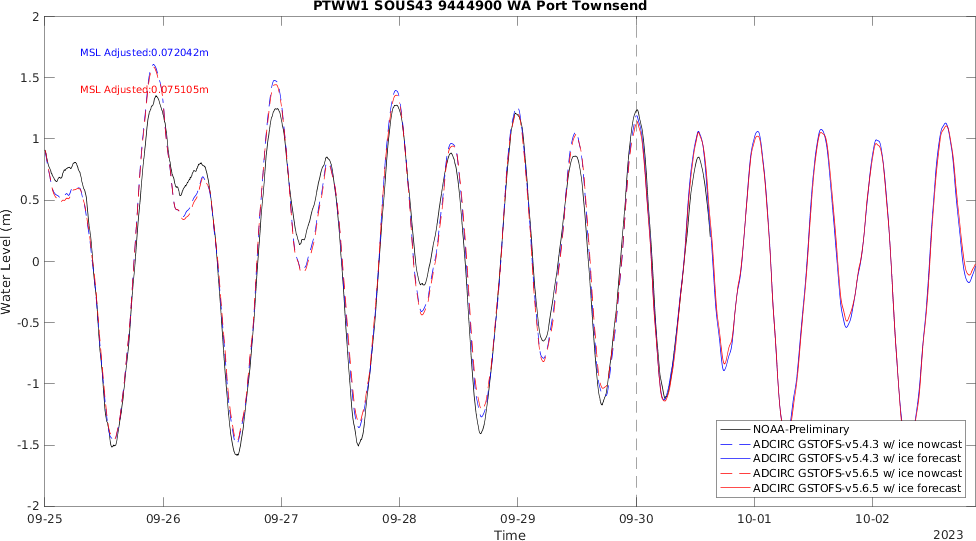 PTWW1 SOUS43 9444900 WA Port Townsend
MSL Adjusted:0.072042m
MSL Adjusted:0.075105m
Water Level (m)
2
1.5
1
0.5
0
-0.5
-1
-1.5
-2
09-25
09-26
09-27
09-28
09-29
09-30
10-01
10-02
Time
2023
NOAA-Preliminary
ADCIRC GSTOFS-v5.4.3 w/ ice nowcast
ADCIRC GSTOFS-v5.4.3 w/ ice forecast
ADCIRC GSTOFS-v5.6.5 w/ ice nowcast
ADCIRC GSTOFS-v5.6.5 w/ ice forecast